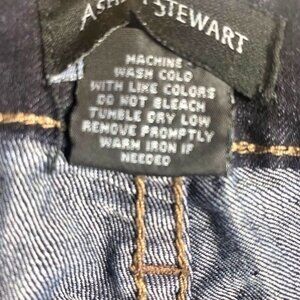 ASHLEY STEWART
MACHINE
WASH COLD
WITH LIKE COLORS
DO NOT BLEACH
TUMBLE DRY LOW
REMOVE PROMPTLY
WARM IRON IF
NEEDED